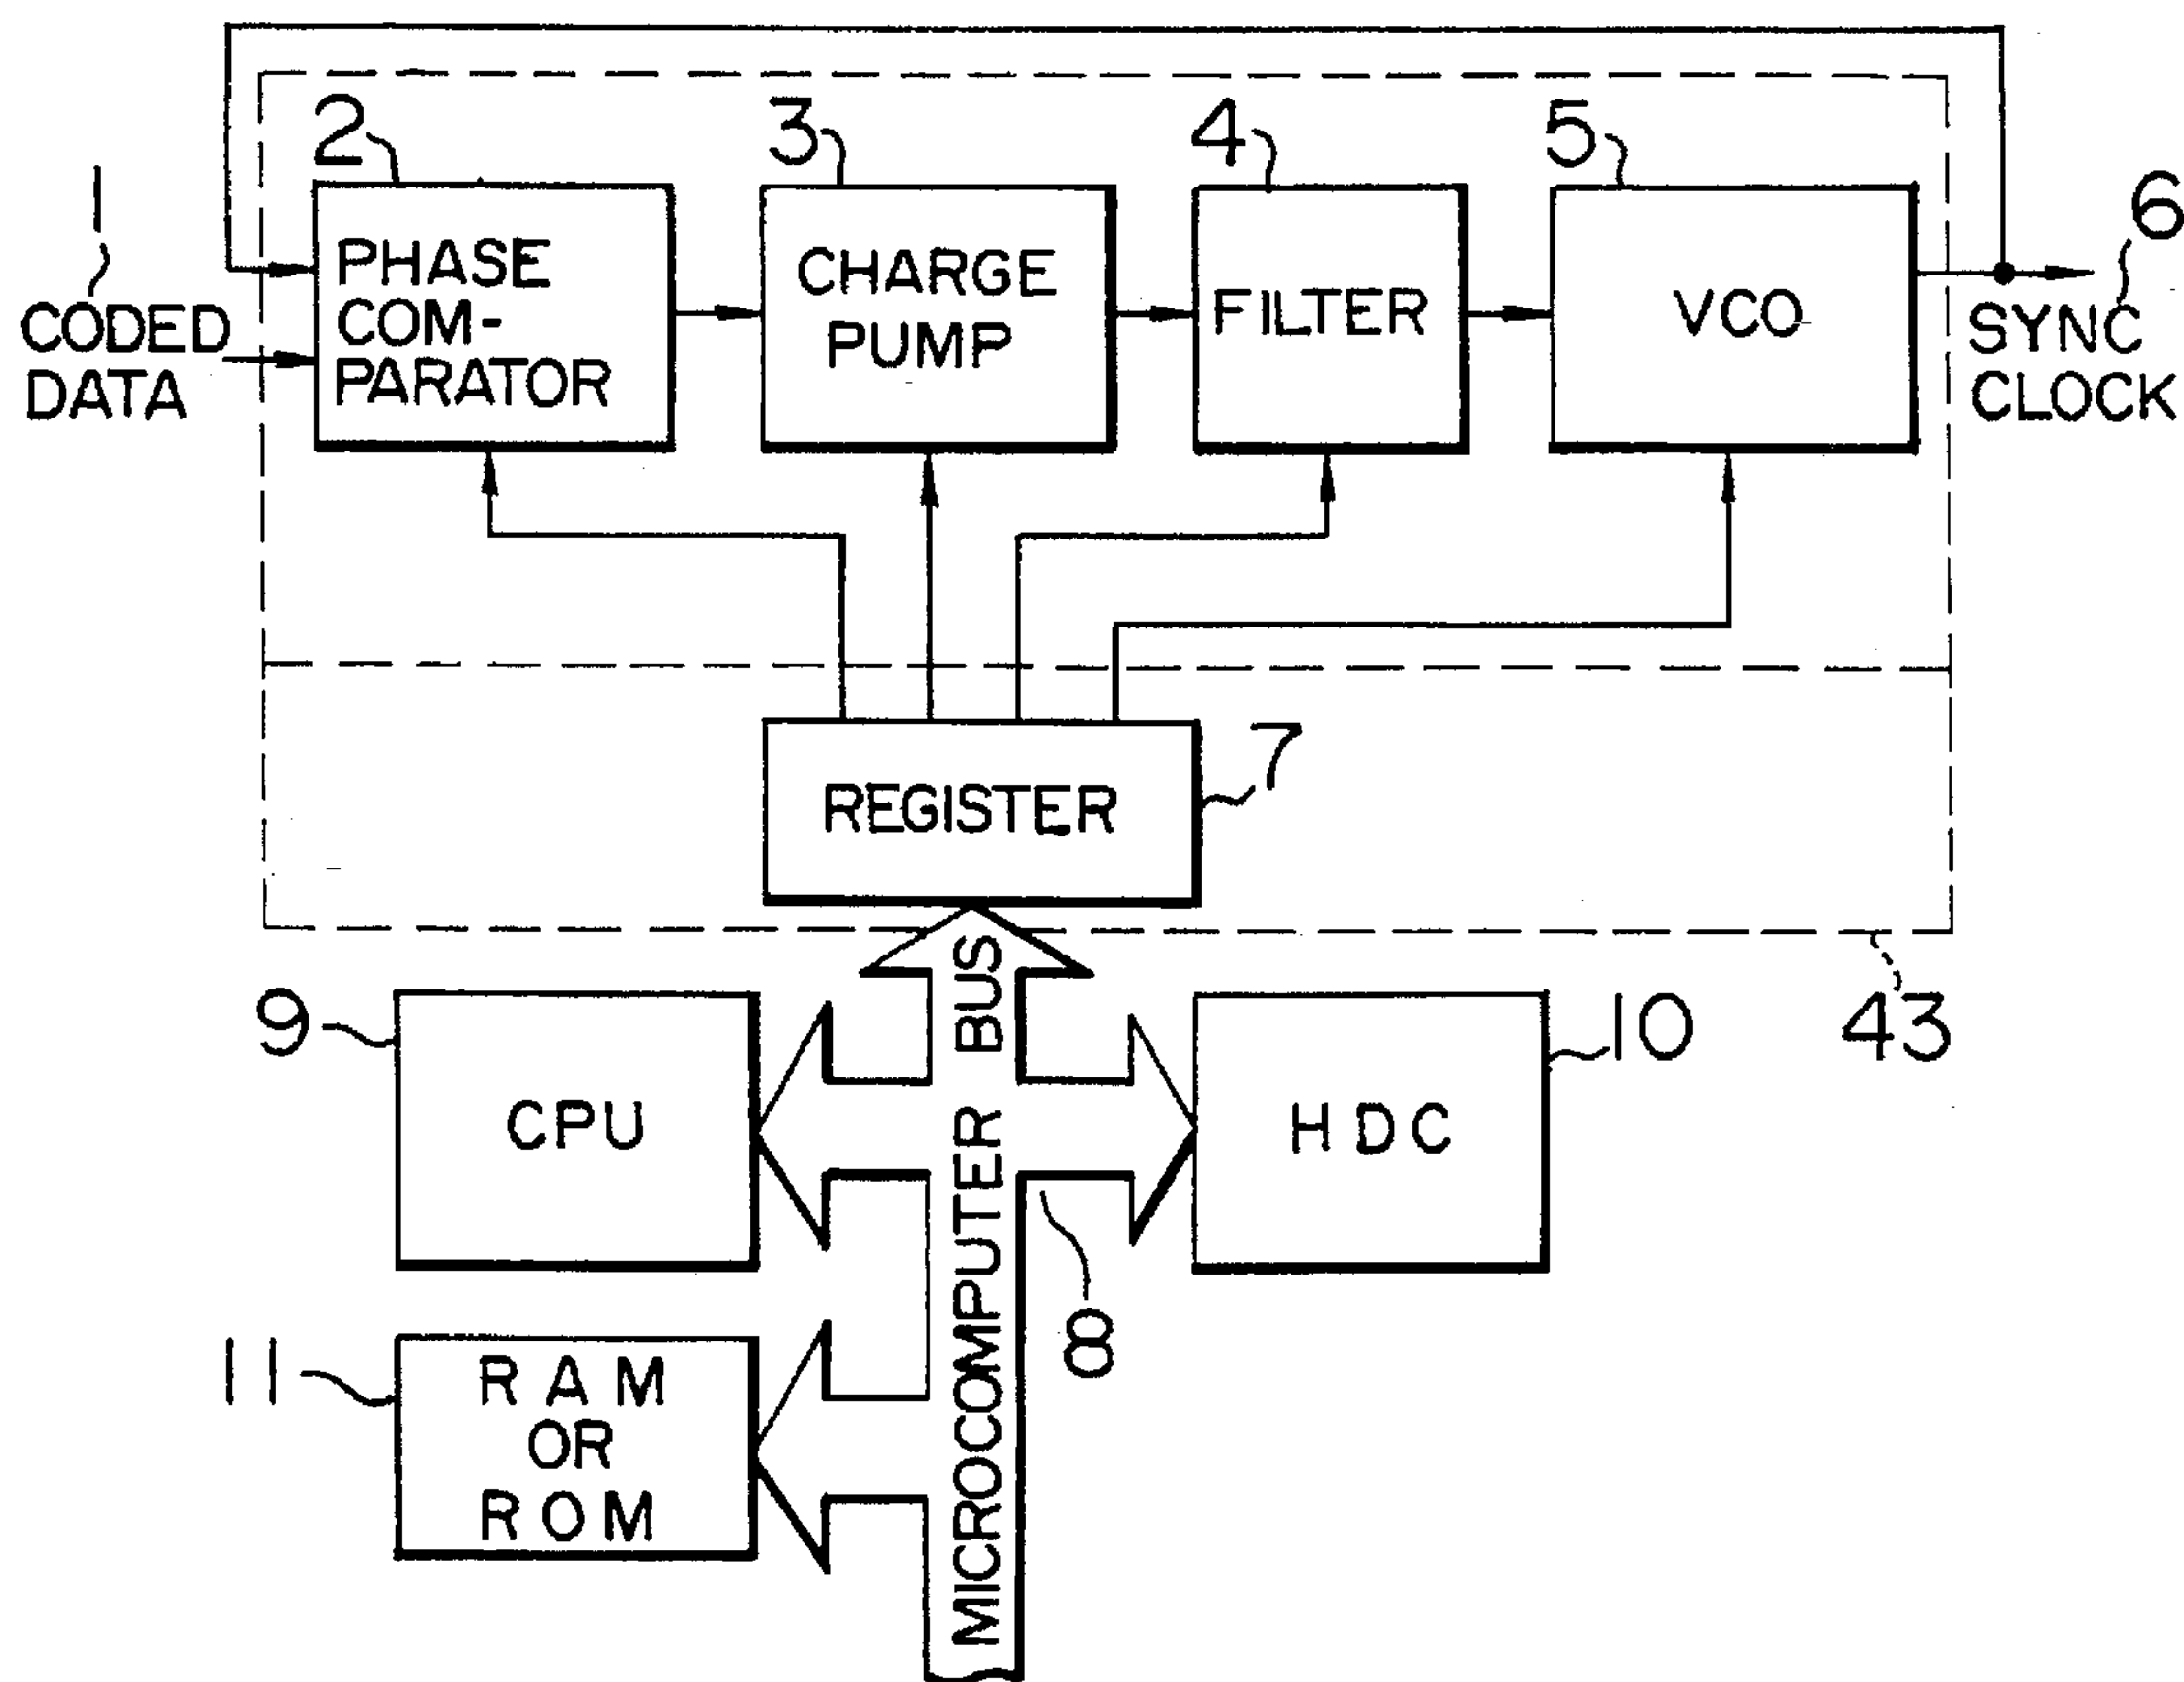 1
CODED
DATA
2
PHASE
COM-
PARATOR
3
CHARGE
PUMP
4
FILTER
5
VCO
6
SYNC
CLOCK
REGISTER
7
9
CPU
MICROCOMPUTER BUS
8
HDC
10
43
11
RAM
OR
ROM